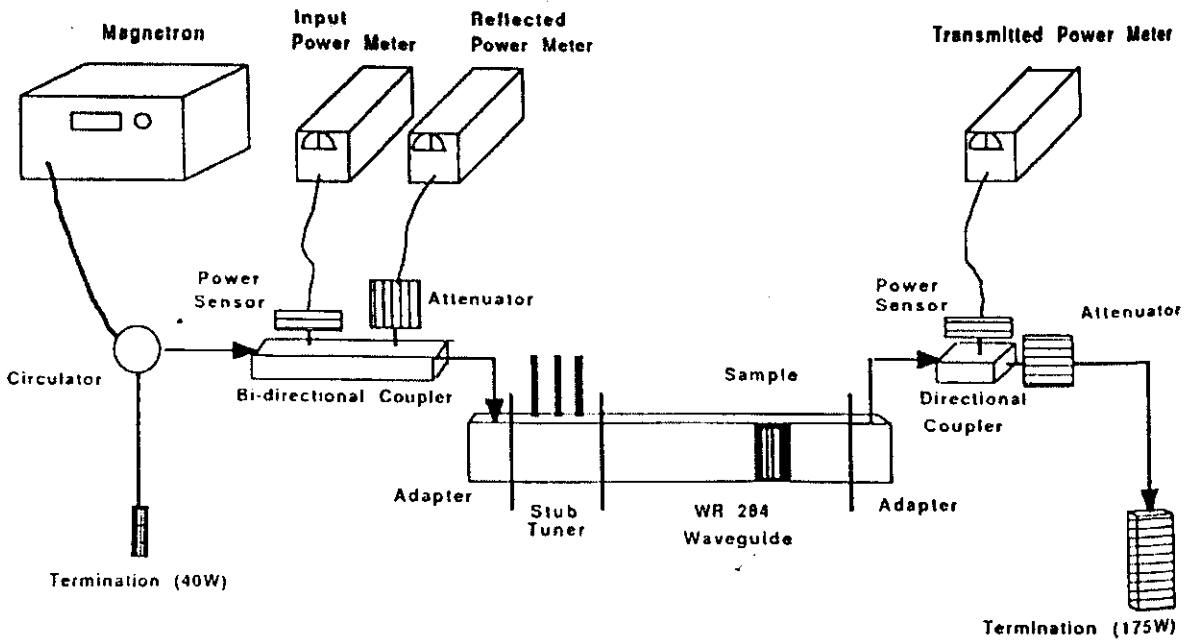 Magnetron
Input
Power Meter
Reflected
Power Meter
Transmitted Power Meter
Power
Sensor
Attenuator
Power
Sensor
Attenuator
Circulator
Bi-directional Coupler
Sample
Directional
Coupler
Adapter
Stub
Tuner
WR 284
Waveguide
Adapter
Termination (40W)
Termination (175W)